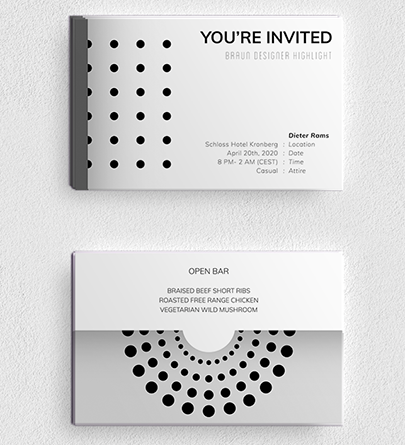 YOU'RE INVITED
BRAUN DESIGNER HIGHLIGHT
Dieter Rams
Schloss Hotel Kronberg : Location
April 20th, 2020 : Date
8 PM- 2 AM (CEST) : Time
Casual : Attire
OPEN BAR
BRAISED BEEF SHORT RIBS
ROASTED FREE RANGE CHICKEN
VEGETARIAN WILD MUSHROOM